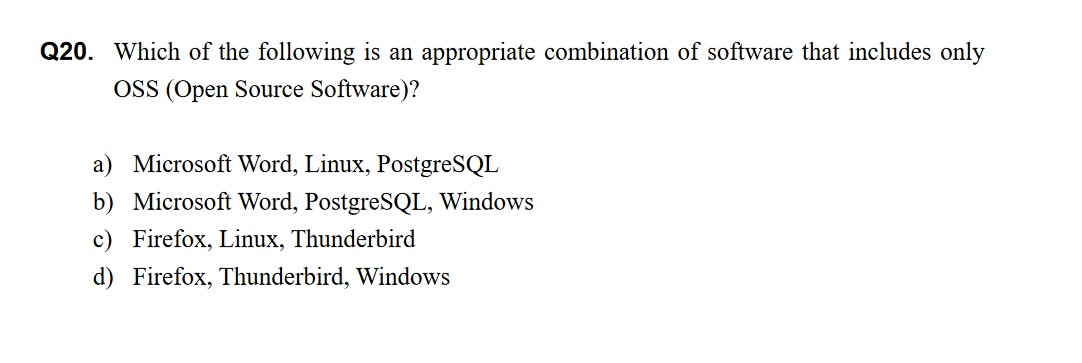 Q20. Which of the following is an appropriate combination of software that includes only
OSS (Open Source Software)?
a) Microsoft Word, Linux, PostgreSQL
b) Microsoft Word, PostgreSQL, Windows
c) Firefox, Linux, Thunderbird
d) Firefox, Thunderbird, Windows